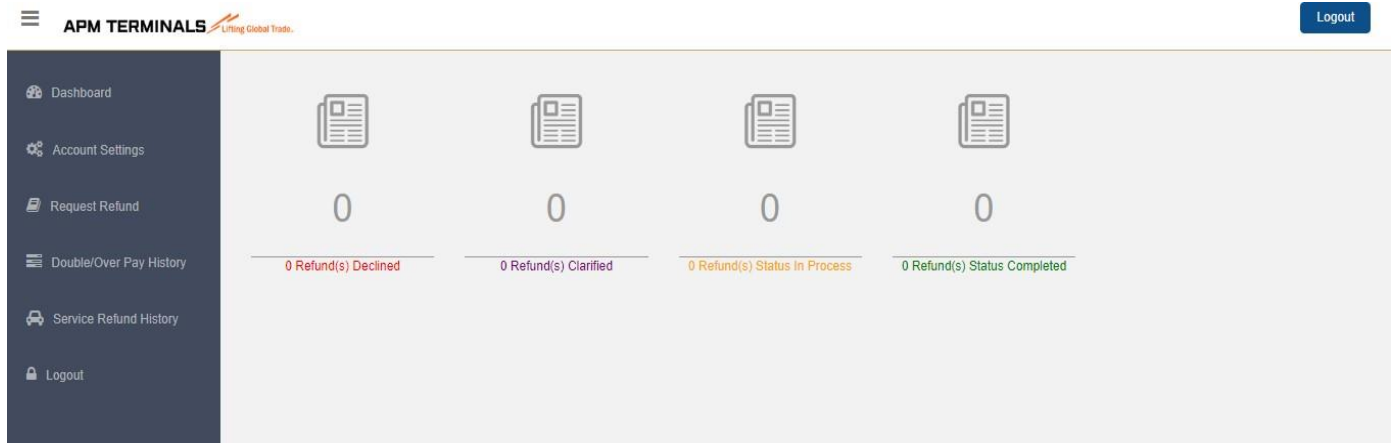 APM TERMINALS Lifting Global Trade.
Logout
Dashboard
Account Settings
Request Refund
Double/Over Pay History
Service Refund History
Logout
0 0 0 0
0 Refund(s) Declined 0 Refund(s) Clarified 0 Refund(s) Status In Process 0 Refund(s) Status Completed